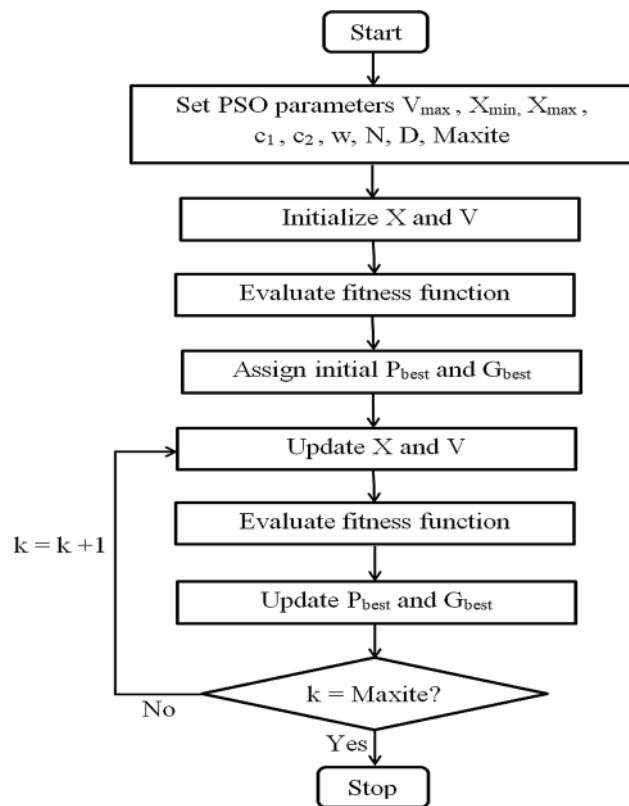 Start
Set PSO parameters Vmax , Xmin, Xmax ,
c1 , c2 , w, N, D, Maxite
Initialize X and V
Evaluate fitness function
Assign initial Pbest and Gbest
Update X and V
Evaluate fitness function
k = k +1
Update Pbest and Gbest
k = Maxite?
No
Yes
Stop